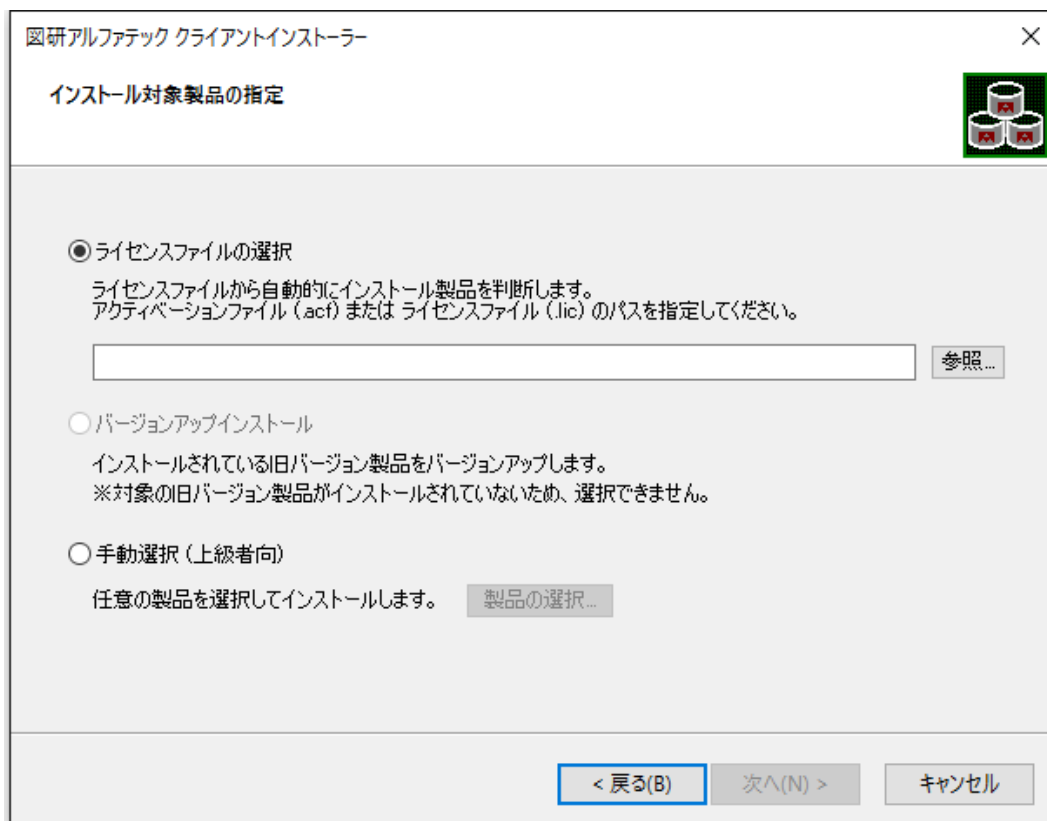 図研アルファテック クライアントインストーラー
インストール対象製品の指定
ライセンスファイルの選択
ライセンスファイルから自動的にインストール製品を判断します。
アクティベーションファイル (.acf) または ライセンスファイル (.lic) のパスを指定してください。
参照...
バージョンアップインストール
インストールされている旧バージョン製品をバージョンアップします。
※対象の旧バージョン製品がインストールされていないため、選択できません。
手動選択 (上級者向)
任意の製品を選択してインストールします。
製品の選択...
< 戻る(B)
次へ(N) >
キャンセル